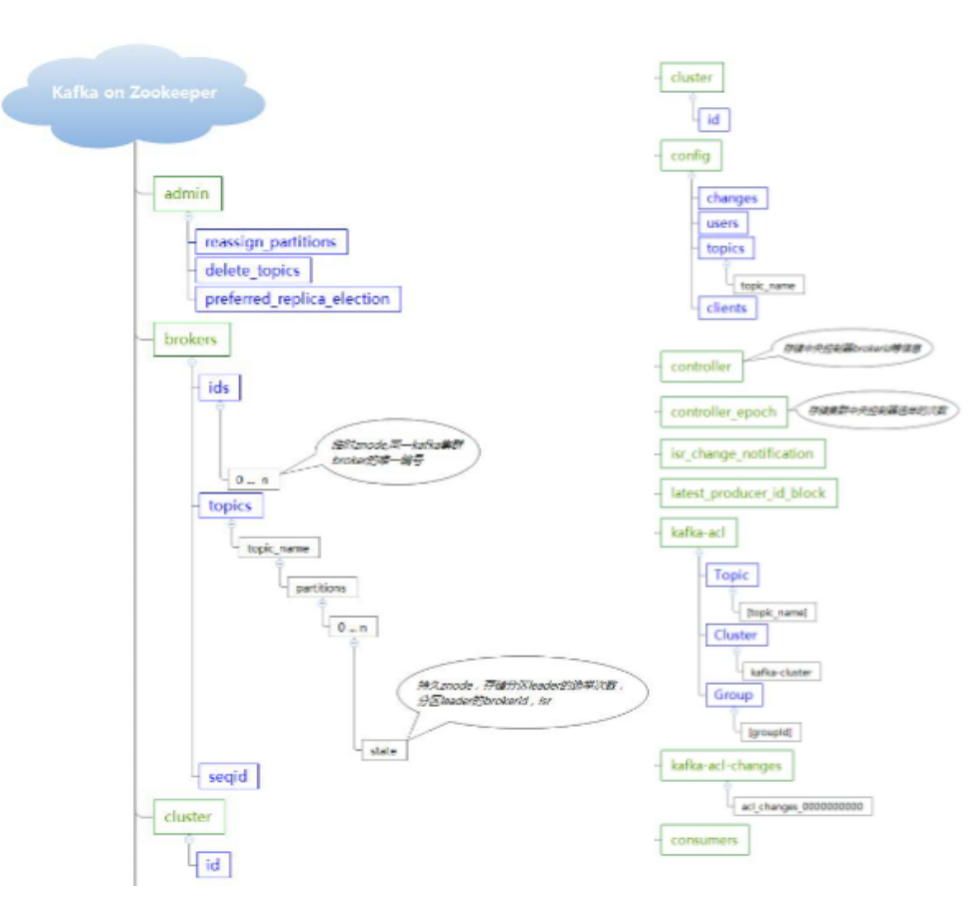 Kafka on Zookeeper
admin
reassign_partitions
delete_topics
preferred_replica_election
brokers
ids
临时znode,同一kafka集群
broker的唯一编号
0 ... n
topics
topic_name
partitions
0 ... n
持久znode，存储分区leader的选举次数，
分区leader的brokerId，isr
state
seqid
cluster
id
cluster
id
config
changes
users
topics
topic_name
clients
controller
存储中央控制器brokerId等信息
controller_epoch
存储集群中央控制器选举的次数
isr_change_notification
latest_producer_id_block
kafka-acl
Topic
[topic_name]
Cluster
kafka-cluster
Group
[groupId]
kafka-acl-changes
acl_changes_0000000000
consumers